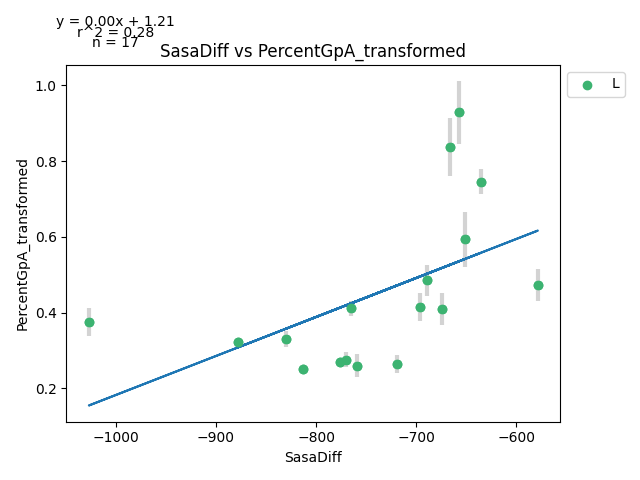 y = 0.00x + 1.21
r^2 = 0.28
n = 17
SasaDiff vs PercentGpA_transformed
L
PercentGpA_transformed
1.0
0.8
0.6
0.4
0.2
−1000
−900
−800
−700
−600
SasaDiff